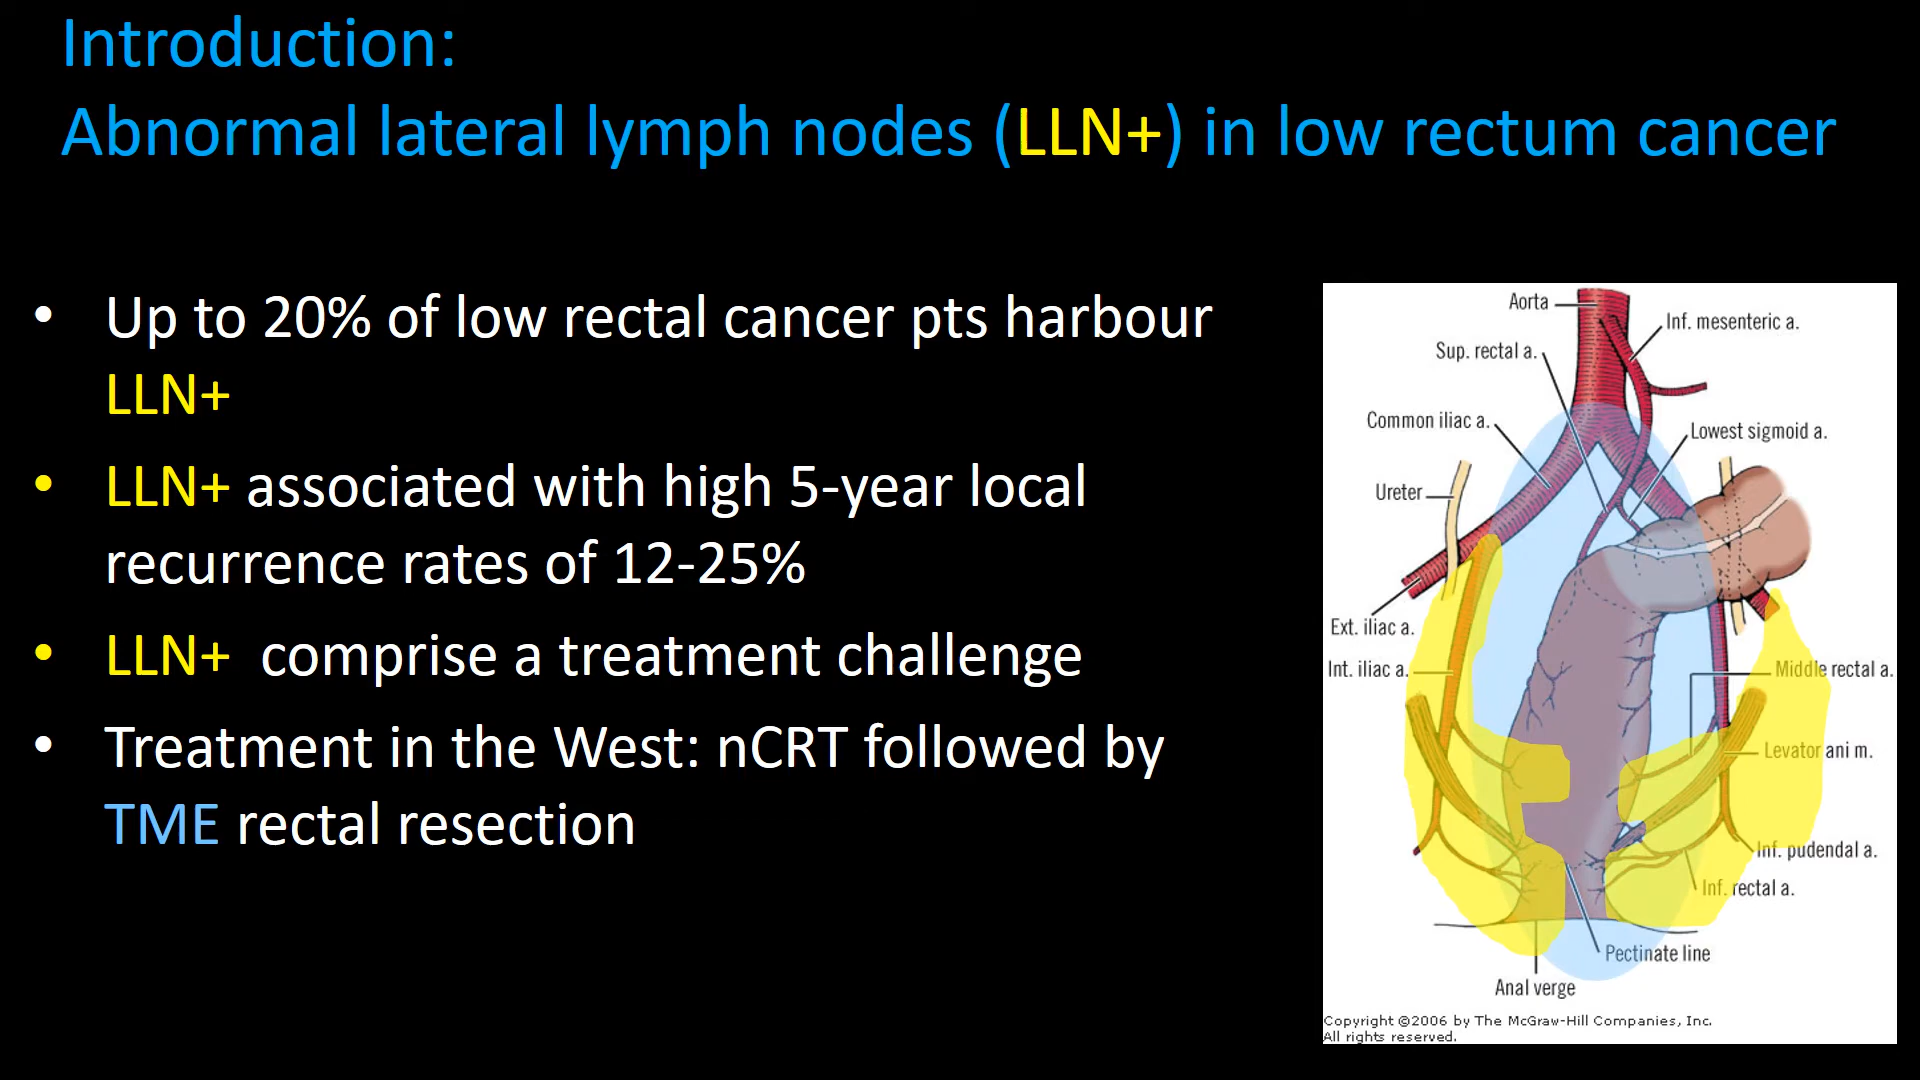 Introduction:
Abnormal lateral lymph nodes (LLN+) in low rectum cancer
• Up to 20% of low rectal cancer pts harbour
LLN+
• LLN+ associated with high 5-year local
recurrence rates of 12-25%
• LLN+ comprise a treatment challenge
• Treatment in the West: nCRT followed by
TME rectal resection
Aorta
Inf. mesenteric a.
Sup. rectal a.
Common iliac a.
Lowest sigmoid a.
Ureter
Ext. iliac a.
Int. iliac a.
Middle rectal a.
Levator ani m.
Inf. pudendal a.
Inf. rectal a.
Pectinate line
Anal verge
Copyright ©2006 by The McGraw-Hill Companies, Inc.
All rights reserved.